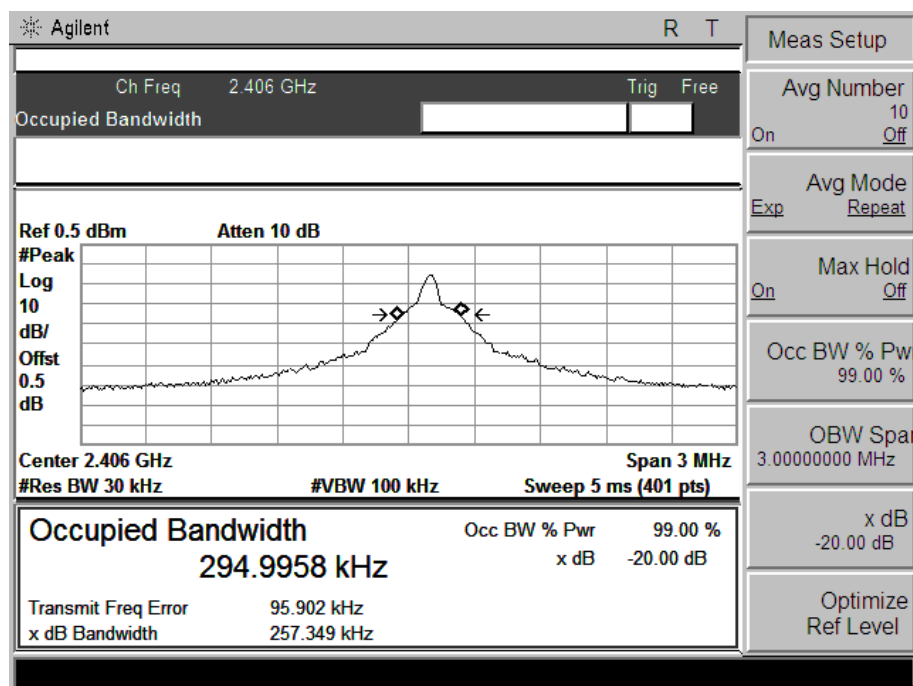 Agilent R T
Meas Setup
Ch Freq 2.406 GHz Trig Free
Occupied Bandwidth
Avg Number
10
On Off
Avg Mode
Exp Repeat
Max Hold
On Off
Occ BW % Pwr
99.00 %
OBW Span
3.00000000 MHz
x dB
-20.00 dB
Optimize
Ref Level
Ref 0.5 dBm Atten 10 dB
#Peak
Log
10
dB/
Offst
0.5
dB
Center 2.406 GHz Span 3 MHz
#Res BW 30 kHz #VBW 100 kHz Sweep 5 ms (401 pts)
Occupied Bandwidth
294.9958 kHz
Occ BW % Pwr 99.00 %
x dB -20.00 dB
Transmit Freq Error 95.902 kHz
x dB Bandwidth 257.349 kHz